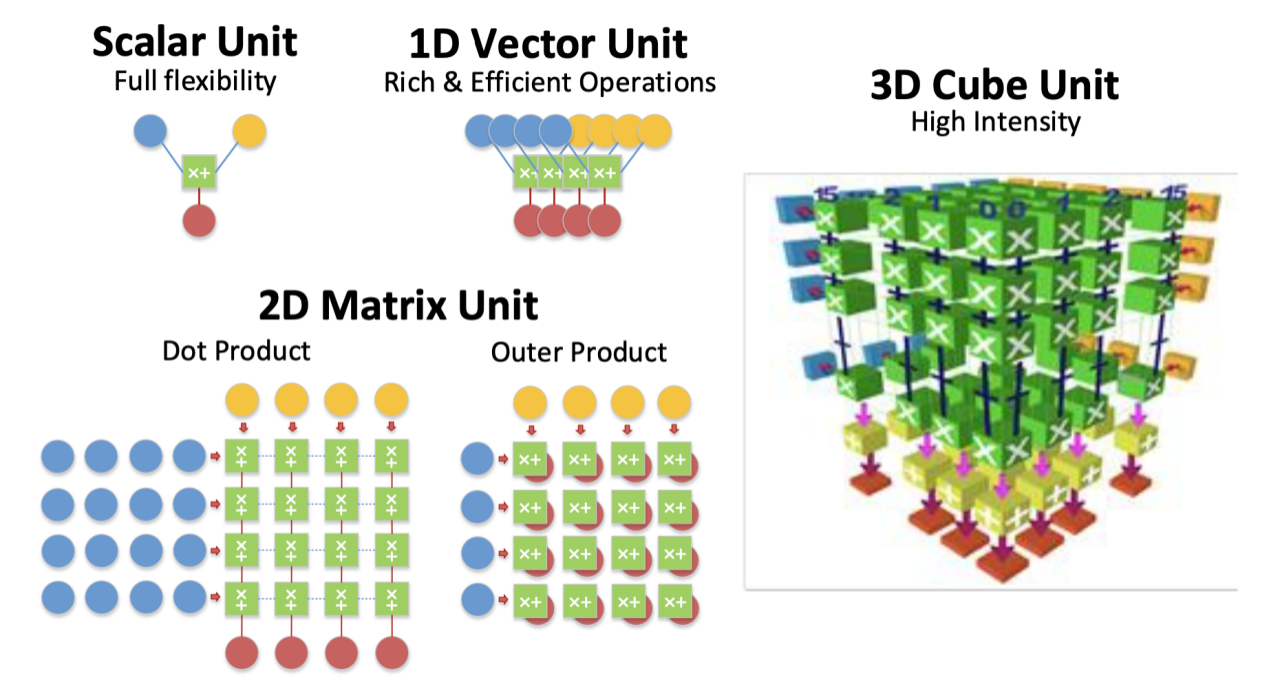 Scalar Unit
Full flexibility
×+
1D Vector Unit
Rich & Efficient Operations
×+ ×+ ×+ ×+
3D Cube Unit
High Intensity
15 2 1 0 0 1 2 15
2D Matrix Unit
Dot Product
×+ ×+ ×+ ×+
×+ ×+ ×+ ×+
×+ ×+ ×+ ×+
×+ ×+ ×+ ×+
Outer Product
×+ ×+ ×+ ×+
×+ ×+ ×+ ×+
×+ ×+ ×+ ×+
×+ ×+ ×+ ×+